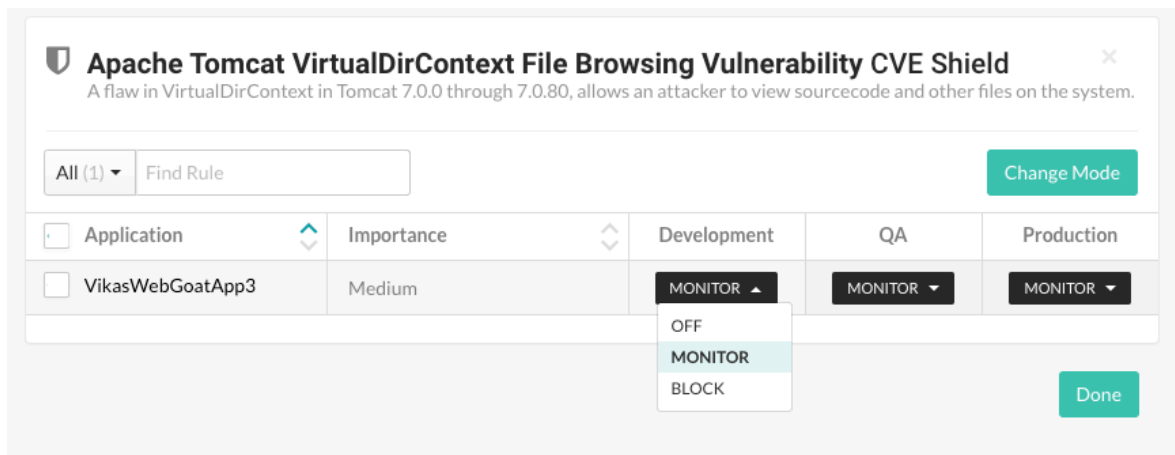 Apache Tomcat VirtualDirContext File Browsing Vulnerability CVE Shield
A flaw in VirtualDirContext in Tomcat 7.0.0 through 7.0.80, allows an attacker to view sourcecode and other files on the system.
All (1) Find Rule Change Mode
Application Importance Development QA Production
VikasWebGoatApp3 Medium MONITOR MONITOR MONITOR
OFF
MONITOR
BLOCK
Done